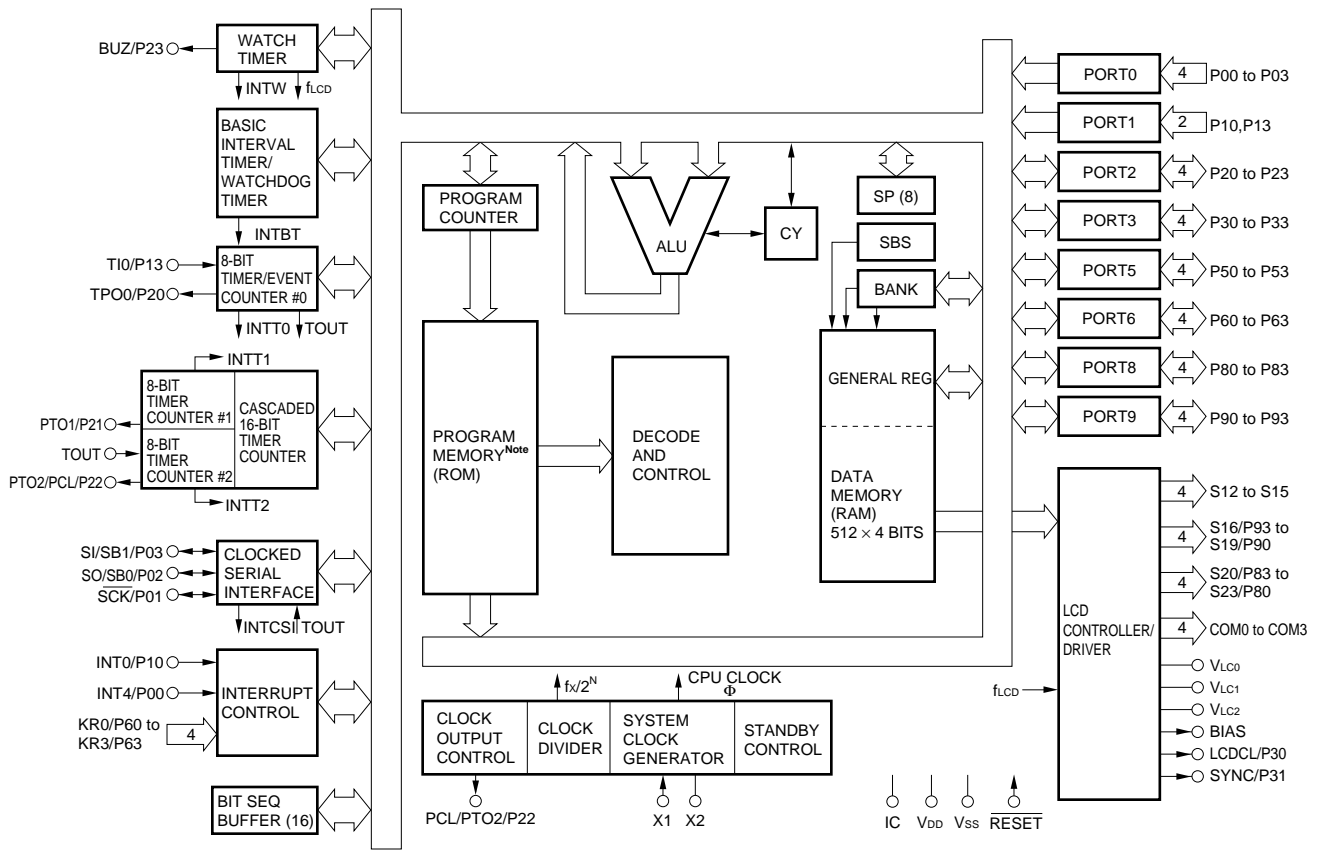 BUZ/P23
WATCH
TIMER
INTW
fLCD
BASIC
INTERVAL
TIMER/
WATCHDOG
TIMER
INTBT
TI0/P13
TPO0/P20
8-BIT
TIMER/EVENT
COUNTER #0
INTT0
TOUT
INTT1
8-BIT
TIMER
COUNTER #1
8-BIT
TIMER
COUNTER #2
CASCADED
16-BIT
TIMER
COUNTER
PTO1/P21
TOUT
PTO2/PCL/P22
INTT2
SI/SB1/P03
SO/SB0/P02
SCK/P01
CLOCKED
SERIAL
INTERFACE
INTCSI
TOUT
INT0/P10
INT4/P00
KR0/P60 to
KR3/P63
4
INTERRUPT
CONTROL
BIT SEQ
BUFFER (16)
PROGRAM
COUNTER
ALU
CY
SP (8)
SBS
BANK
PROGRAM
MEMORYNote
(ROM)
DECODE
AND
CONTROL
GENERAL REG
DATA
MEMORY
(RAM)
512 × 4 BITS
fX/2N
CPU CLOCK
Φ
CLOCK
OUTPUT
CONTROL
CLOCK
DIVIDER
SYSTEM
CLOCK
GENERATOR
STANDBY
CONTROL
PCL/PTO2/P22
X1
X2
IC
VDD
VSS
RESET
PORT0
4
P00 to P03
PORT1
2
P10,P13
PORT2
4
P20 to P23
PORT3
4
P30 to P33
PORT5
4
P50 to P53
PORT6
4
P60 to P63
PORT8
4
P80 to P83
PORT9
4
P90 to P93
LCD
CONTROLLER/
DRIVER
fLCD
4
S12 to S15
4
S16/P93 to
S19/P90
4
S20/P83 to
S23/P80
4
COM0 to COM3
VLC0
VLC1
VLC2
BIAS
LCDCL/P30
SYNC/P31